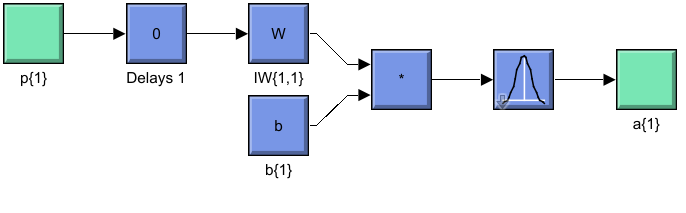 0
W
p{1}
Delays 1
IW{1,1}
*
b
a{1}
b{1}